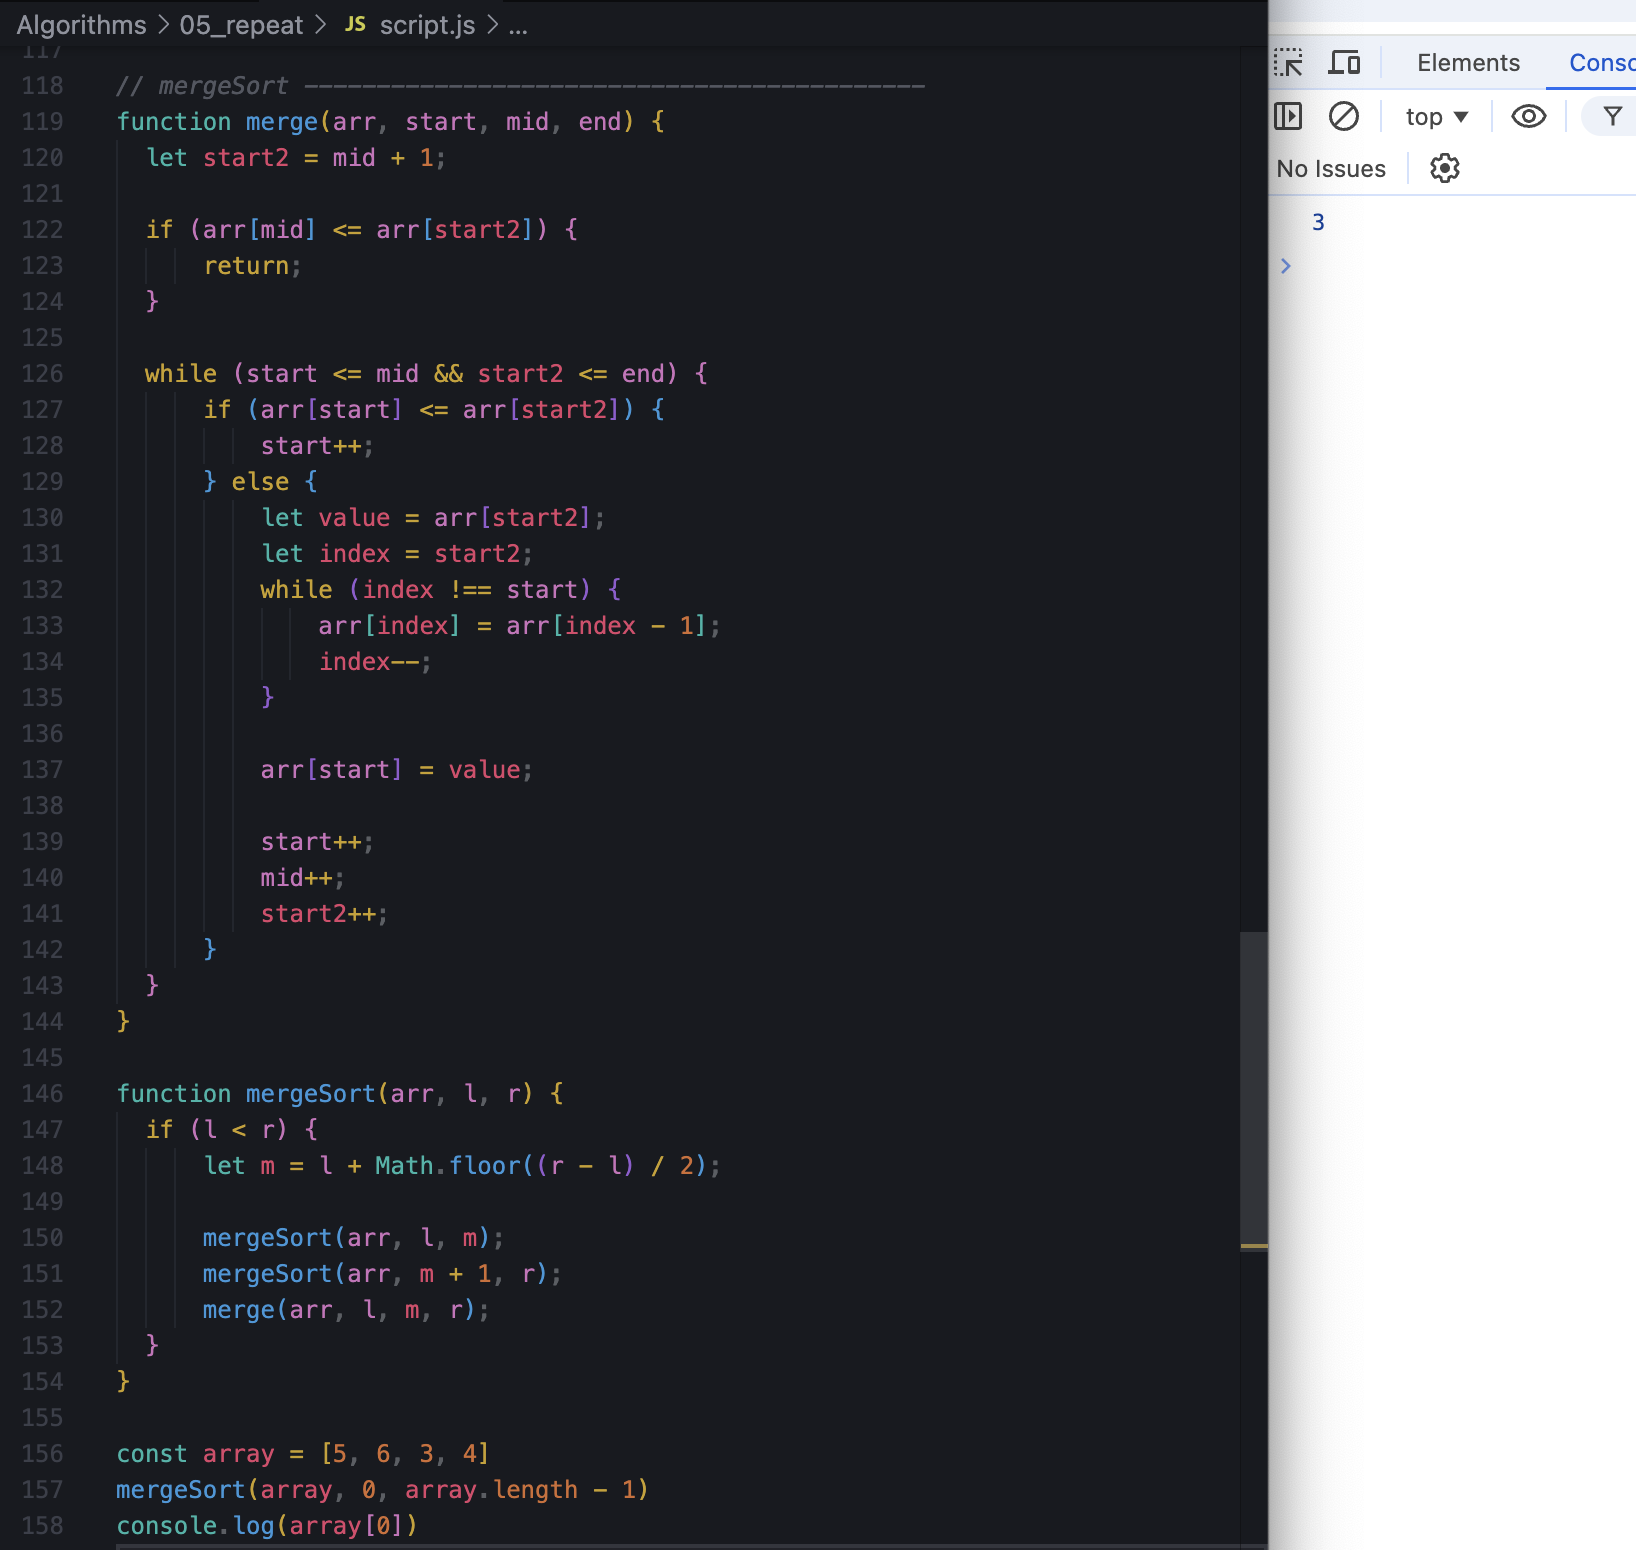 Algorithms > 05_repeat > JS script.js > ...
117
118 // mergeSort -------------------------------------------
119 function merge(arr, start, mid, end) {
120   let start2 = mid + 1;
121
122   if (arr[mid] <= arr[start2]) {
123       return;
124   }
125
126   while (start <= mid && start2 <= end) {
127       if (arr[start] <= arr[start2]) {
128           start++;
129       } else {
130           let value = arr[start2];
131           let index = start2;
132           while (index !== start) {
133               arr[index] = arr[index - 1];
134               index--;
135           }
136
137           arr[start] = value;
138
139           start++;
140           mid++;
141           start2++;
142       }
143   }
144 }
145
146 function mergeSort(arr, l, r) {
147   if (l < r) {
148       let m = l + Math.floor((r - l) / 2);
149
150       mergeSort(arr, l, m);
151       mergeSort(arr, m + 1, r);
152       merge(arr, l, m, r);
153   }
154 }
155
156 const array = [5, 6, 3, 4]
157 mergeSort(array, 0, array.length - 1)
158 console.log(array[0])
Elements Conso
top
No Issues
3
>